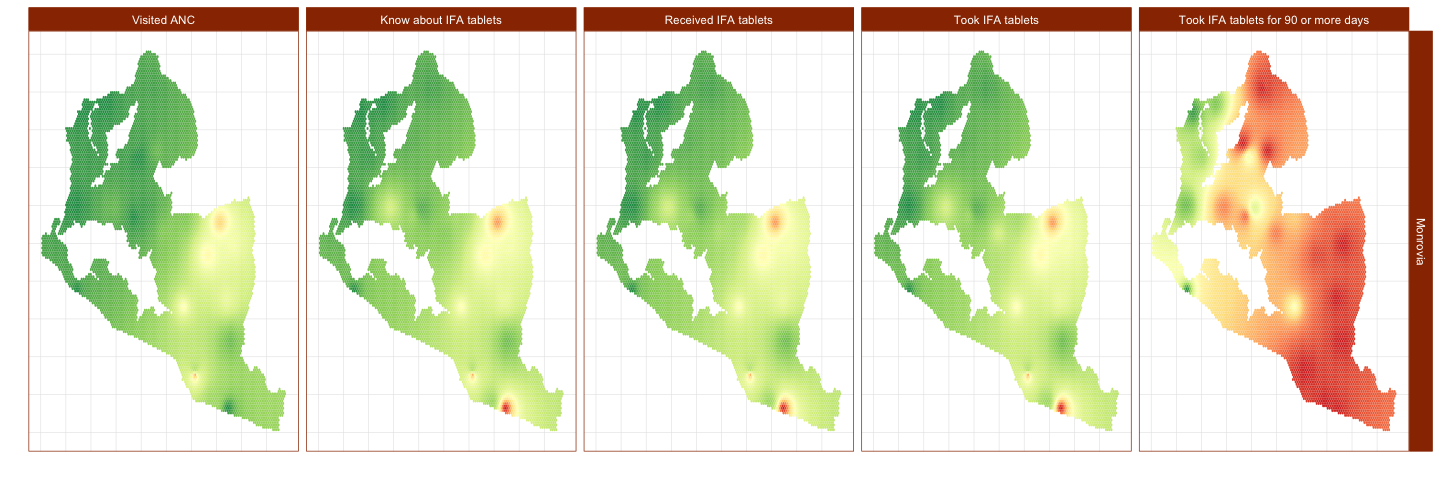 Visited ANC
Know about IFA tablets
Received IFA tablets
Took IFA tablets
Took IFA tablets for 90 or more days
Monrovia